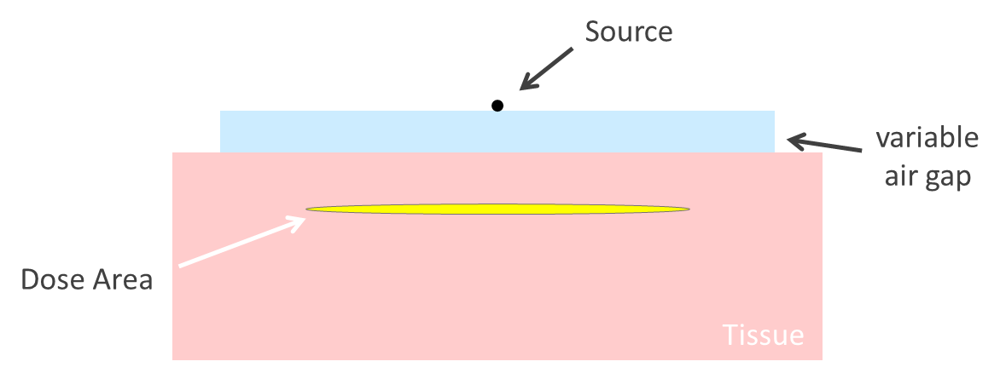 Source
variable
air gap
Dose Area
Tissue